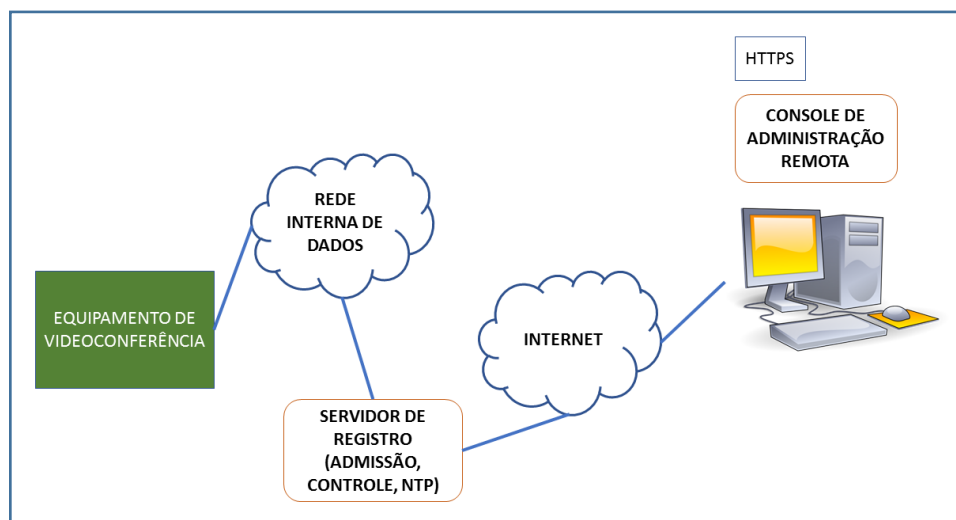 HTTPS
CONSOLE DE
ADMINISTRAÇÃO
REMOTA
REDE
INTERNA DE
DADOS
EQUIPAMENTO DE
VIDEOCONFERÊNCIA
INTERNET
SERVIDOR DE
REGISTRO
(ADMISSÃO,
CONTROLE, NTP)